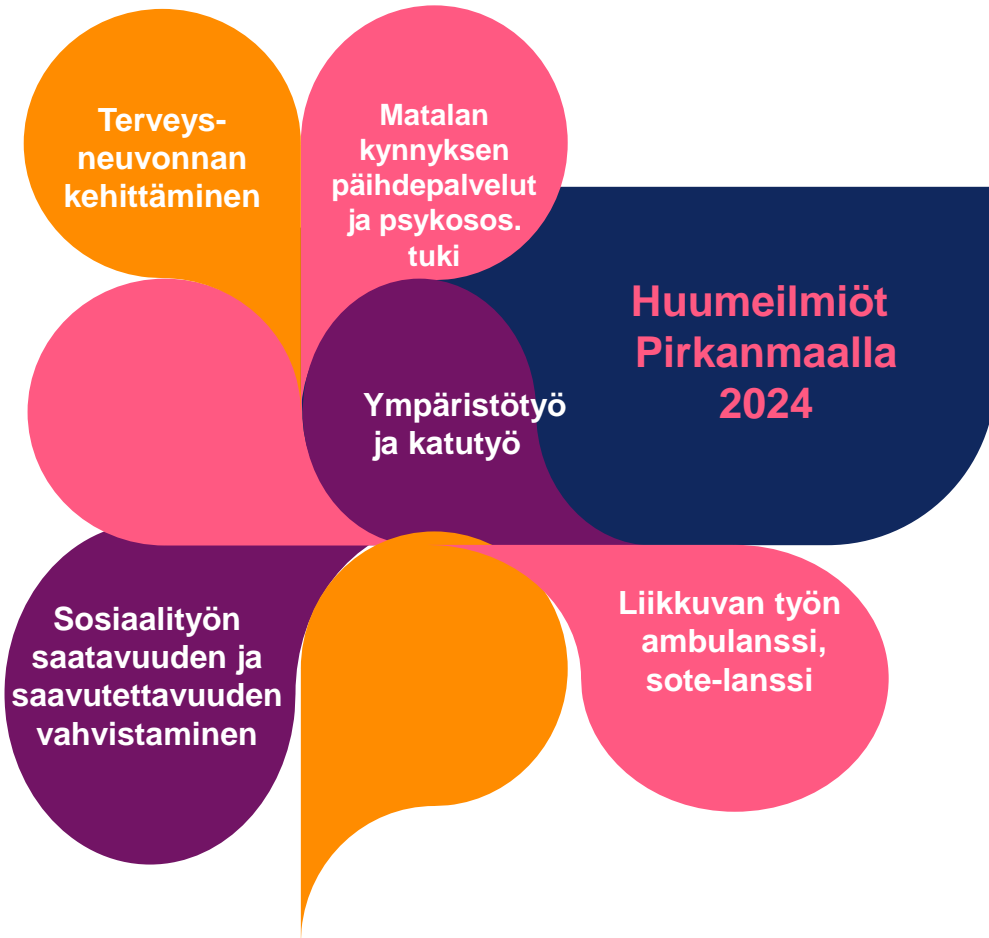 Terveys-
neuvonnan
kehittäminen
Matalan
kynnyksen
päihdepalvelut
ja psykosos.
tuki
Huumeilmiöt
Pirkanmaalla
2024
Ympäristötyö
ja katutyö
Sosiaalityön
saatavuuden ja
saavutettavuuden
vahvistaminen
Liikkuvan työn
ambulanssi,
sote-lanssi